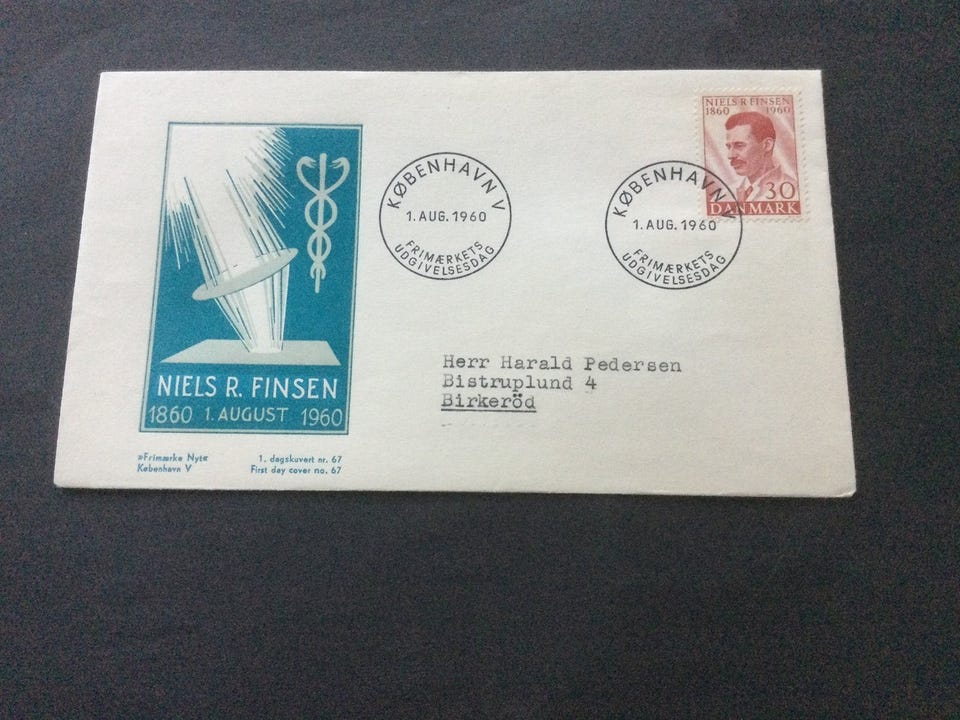 NIELS R. FINSEN
1860 1. AUGUST 1960
»Frimærke Nyt«
København V
1. dagskuvert nr. 67
First day cover no. 67
KØBENHAVN V
1. AUG. 1960
FRIMÆRKETS
UDGIVELSESDAG
KØBENHAVN V
1. AUG. 1960
FRIMÆRKETS
UDGIVELSESDAG
NIELS R FINSEN
1860 1960
30
DANMARK
Herr Harald Pedersen
Bistruplund 4
Birkeröd